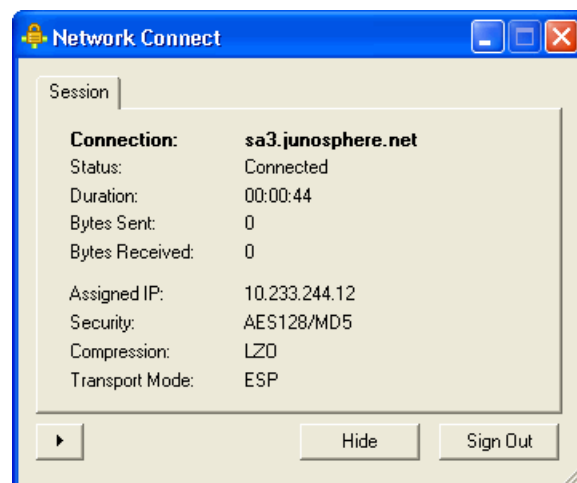 Network Connect
Session
Connection: sa3.junosphere.net
Status: Connected
Duration: 00:00:44
Bytes Sent: 0
Bytes Received: 0
Assigned IP: 10.233.244.12
Security: AES128/MD5
Compression: LZO
Transport Mode: ESP
Hide Sign Out